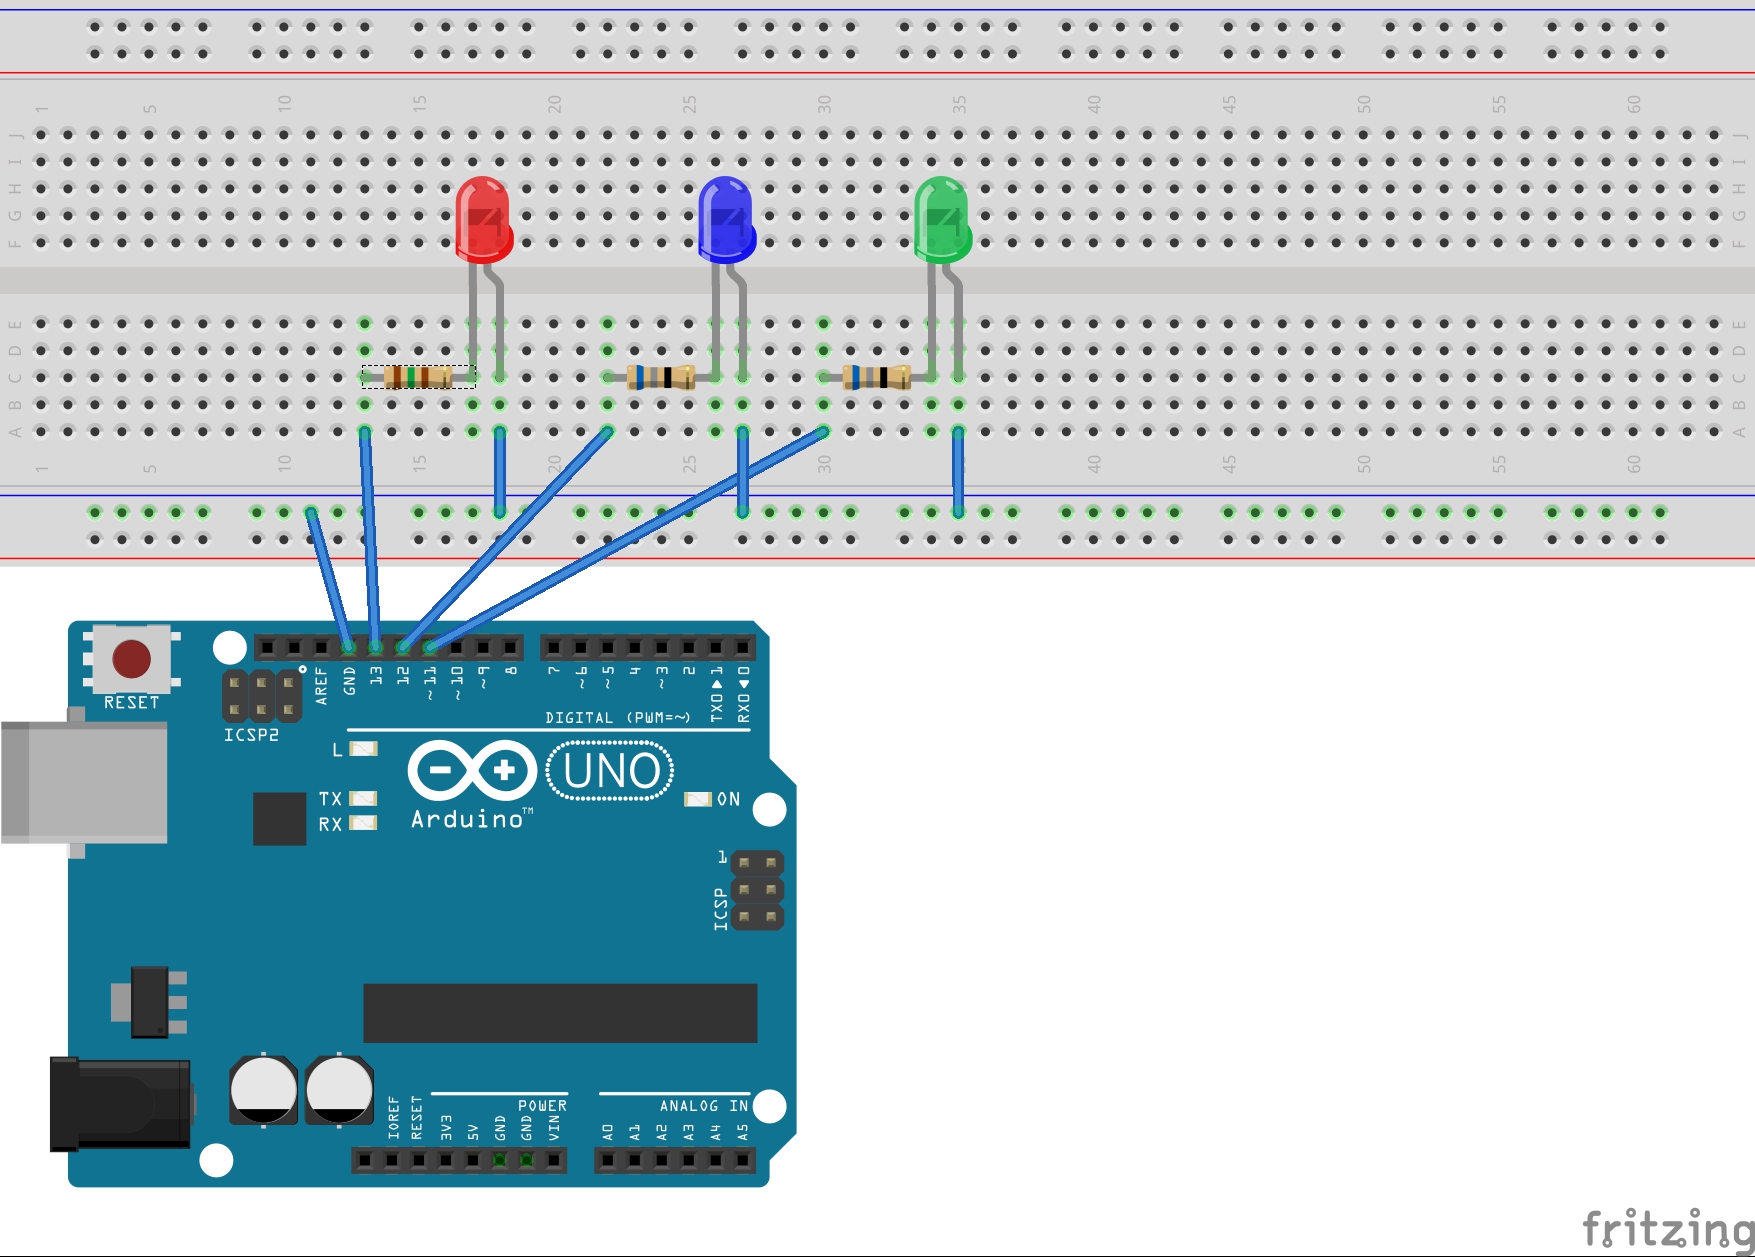 1 5 10 15 20 25 30 35 40 45 50 55 60
J J
I I
H H
G G
F F
E E
D D
C C
B B
A A
1 5 10 15 20 25 30 35 40 45 50 55 60
RESET
ICSP2
AREF GND 13 12 ~11 ~10 ~9 8 7 ~6 ~5 4 ~3 2 TX0▶1 RX0◀0
DIGITAL (PWM=~)
L
TX
RX
Arduino™
UNO
ON
1
ICSP
IOREF RESET 3V3 5V GND GND VIN
POWER
A0 A1 A2 A3 A4 A5
ANALOG IN
fritzing